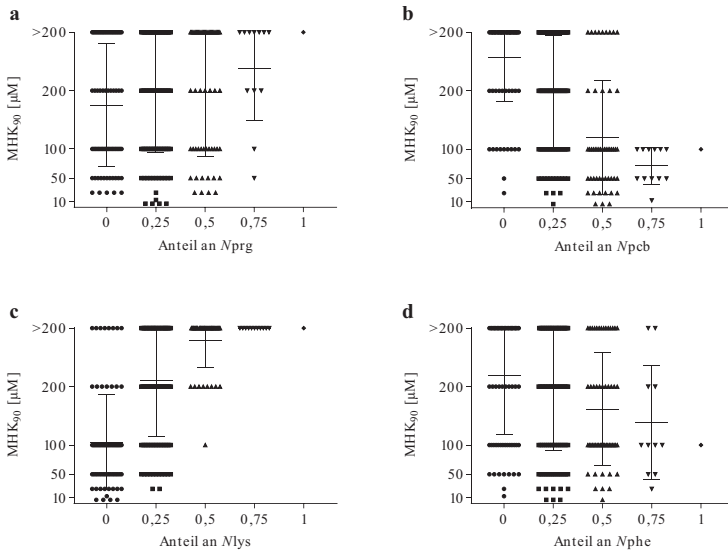 a
>200
200
100
50
10
MHK90 [µM]
0 0,25 0,5 0,75 1
Anteil an Nprg
b
>200
200
100
50
10
MHK90 [µM]
0 0,25 0,5 0,75 1
Anteil an Npcb
c
>200
200
100
50
10
MHK90 [µM]
0 0,25 0,5 0,75 1
Anteil an Nlys
d
>200
200
100
50
10
MHK90 [µM]
0 0,25 0,5 0,75 1
Anteil an Nphe